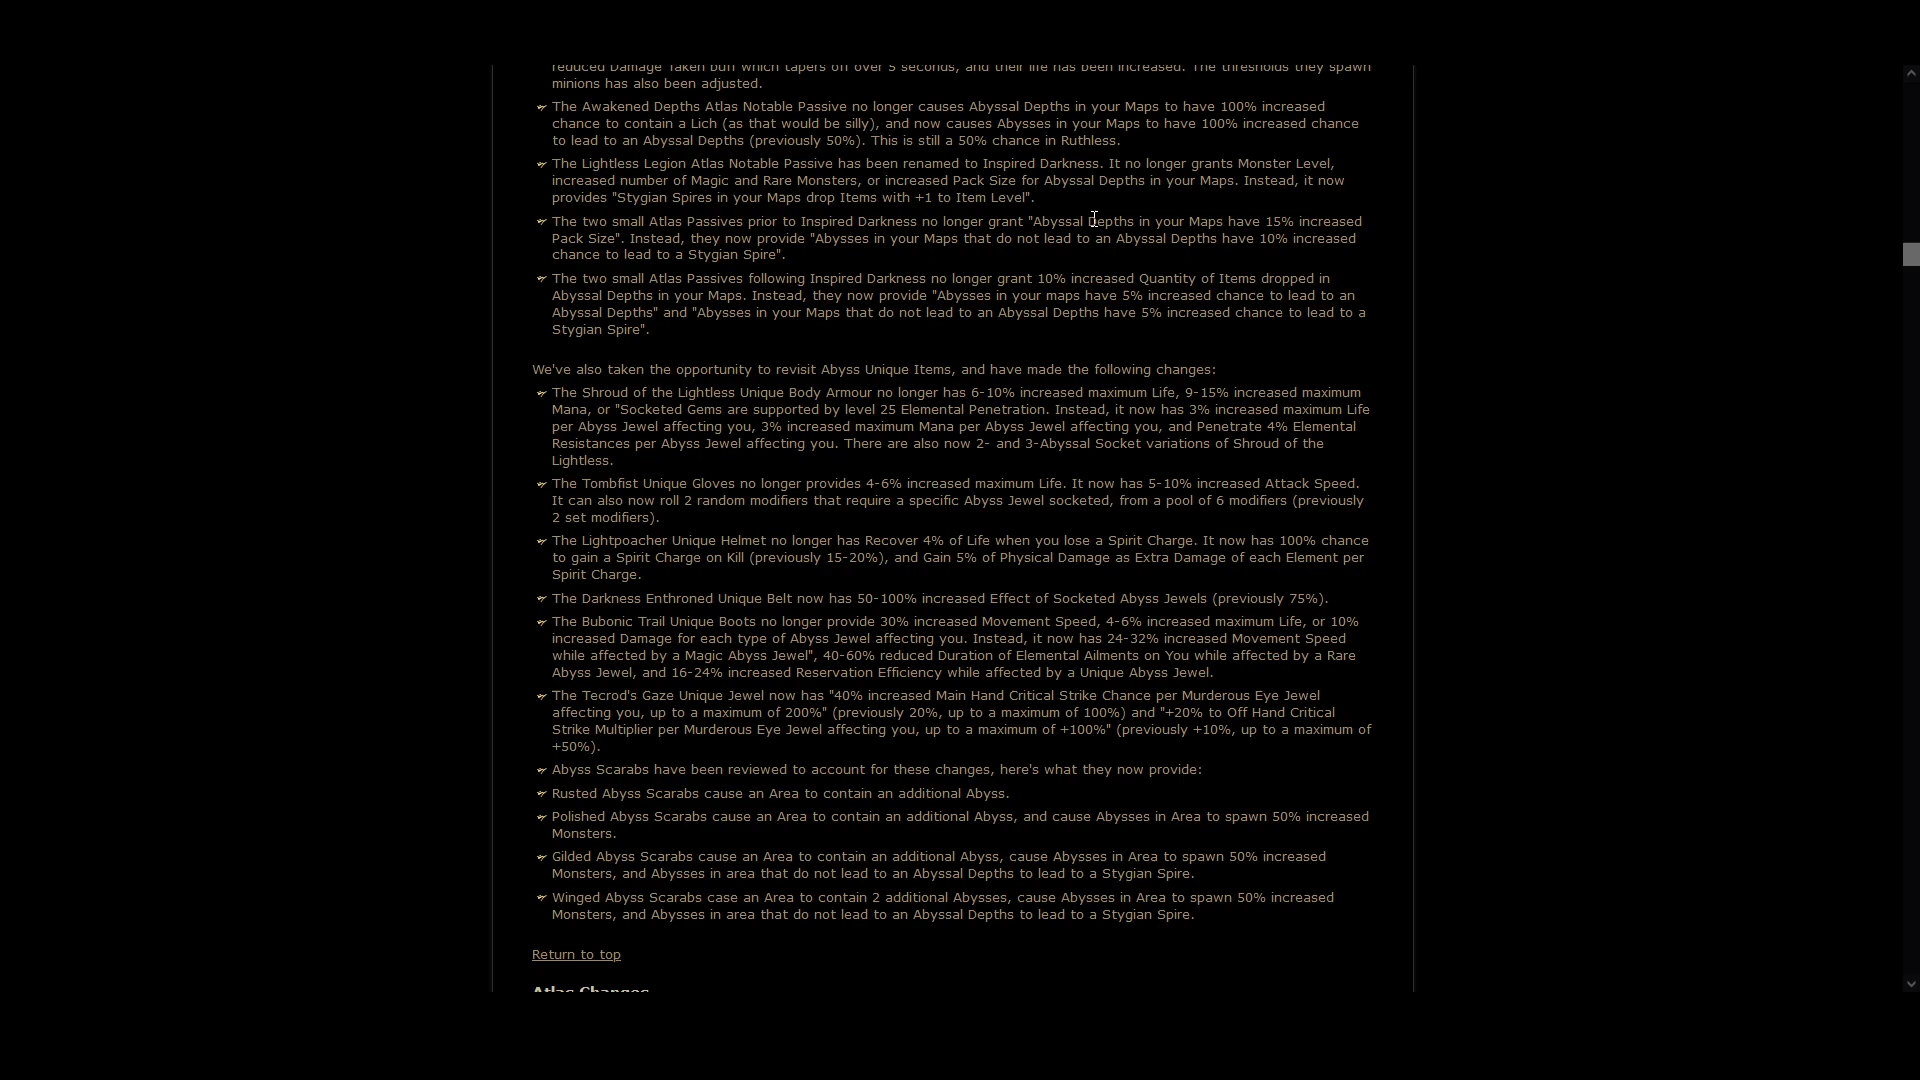 reduced Damage Taken buff which tapers off over 5 seconds, and their life has been increased. The thresholds they spawn
minions has also been adjusted.
The Awakened Depths Atlas Notable Passive no longer causes Abyssal Depths in your Maps to have 100% increased
chance to contain a Lich (as that would be silly), and now causes Abysses in your Maps to have 100% increased chance
to lead to an Abyssal Depths (previously 50%). This is still a 50% chance in Ruthless.
The Lightless Legion Atlas Notable Passive has been renamed to Inspired Darkness. It no longer grants Monster Level,
increased number of Magic and Rare Monsters, or increased Pack Size for Abyssal Depths in your Maps. Instead, it now
provides "Stygian Spires in your Maps drop Items with +1 to Item Level".
The two small Atlas Passives prior to Inspired Darkness no longer grant "Abyssal Depths in your Maps have 15% increased
Pack Size". Instead, they now provide "Abysses in your Maps that do not lead to an Abyssal Depths have 10% increased
chance to lead to a Stygian Spire".
The two small Atlas Passives following Inspired Darkness no longer grant 10% increased Quantity of Items dropped in
Abyssal Depths in your Maps. Instead, they now provide "Abysses in your maps have 5% increased chance to lead to an
Abyssal Depths" and "Abysses in your Maps that do not lead to an Abyssal Depths have 5% increased chance to lead to a
Stygian Spire".
We've also taken the opportunity to revisit Abyss Unique Items, and have made the following changes:
The Shroud of the Lightless Unique Body Armour no longer has 6-10% increased maximum Life, 9-15% increased maximum
Mana, or "Socketed Gems are supported by level 25 Elemental Penetration. Instead, it now has 3% increased maximum Life
per Abyss Jewel affecting you, 3% increased maximum Mana per Abyss Jewel affecting you, and Penetrate 4% Elemental
Resistances per Abyss Jewel affecting you. There are also now 2- and 3-Abyssal Socket variations of Shroud of the
Lightless.
The Tombfist Unique Gloves no longer provides 4-6% increased maximum Life. It now has 5-10% increased Attack Speed.
It can also now roll 2 random modifiers that require a specific Abyss Jewel socketed, from a pool of 6 modifiers (previously
2 set modifiers).
The Lightpoacher Unique Helmet no longer has Recover 4% of Life when you lose a Spirit Charge. It now has 100% chance
to gain a Spirit Charge on Kill (previously 15-20%), and Gain 5% of Physical Damage as Extra Damage of each Element per
Spirit Charge.
The Darkness Enthroned Unique Belt now has 50-100% increased Effect of Socketed Abyss Jewels (previously 75%).
The Bubonic Trail Unique Boots no longer provide 30% increased Movement Speed, 4-6% increased maximum Life, or 10%
increased Damage for each type of Abyss Jewel affecting you. Instead, it now has 24-32% increased Movement Speed
while affected by a Magic Abyss Jewel", 40-60% reduced Duration of Elemental Ailments on You while affected by a Rare
Abyss Jewel, and 16-24% increased Reservation Efficiency while affected by a Unique Abyss Jewel.
The Tecrod's Gaze Unique Jewel now has "40% increased Main Hand Critical Strike Chance per Murderous Eye Jewel
affecting you, up to a maximum of 200%" (previously 20%, up to a maximum of 100%) and "+20% to Off Hand Critical
Strike Multiplier per Murderous Eye Jewel affecting you, up to a maximum of +100%" (previously +10%, up to a maximum of
+50%).
Abyss Scarabs have been reviewed to account for these changes, here's what they now provide:
Rusted Abyss Scarabs cause an Area to contain an additional Abyss.
Polished Abyss Scarabs cause an Area to contain an additional Abyss, and cause Abysses in Area to spawn 50% increased
Monsters.
Gilded Abyss Scarabs cause an Area to contain an additional Abyss, cause Abysses in Area to spawn 50% increased
Monsters, and Abysses in area that do not lead to an Abyssal Depths to lead to a Stygian Spire.
Winged Abyss Scarabs case an Area to contain 2 additional Abysses, cause Abysses in Area to spawn 50% increased
Monsters, and Abysses in area that do not lead to an Abyssal Depths to lead to a Stygian Spire.
Return to top
Atlas Changes